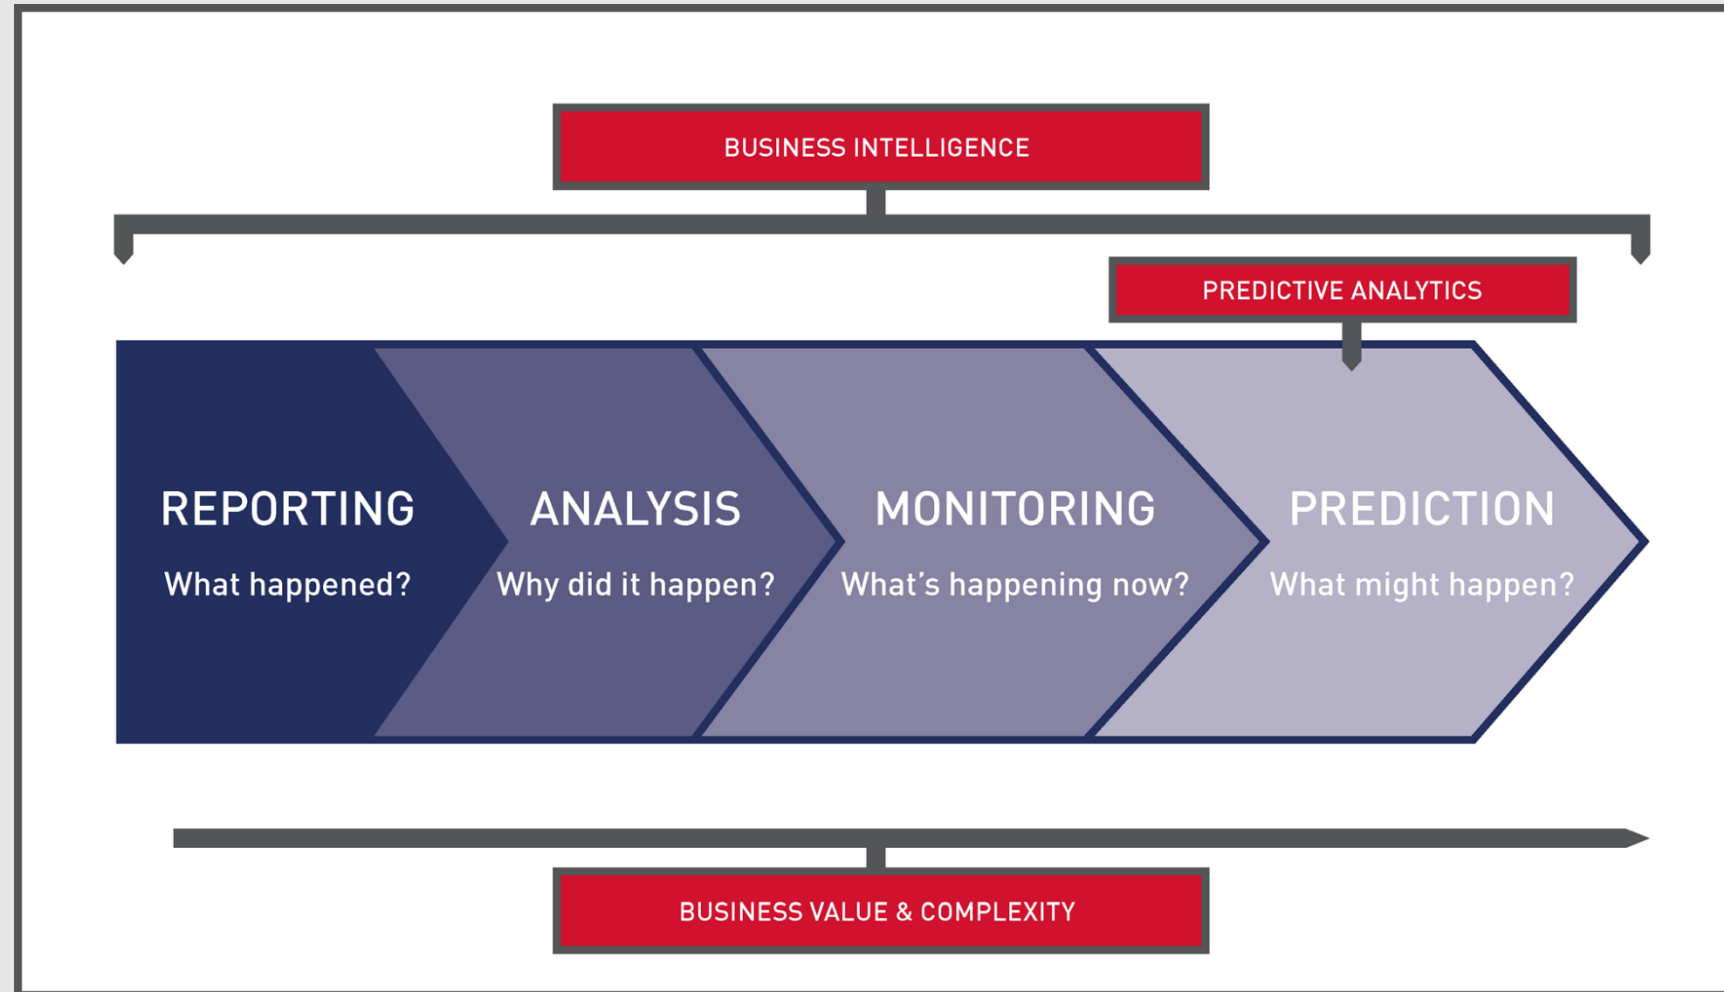 BUSINESS INTELLIGENCE
PREDICTIVE ANALYTICS
REPORTING
What happened?
ANALYSIS
Why did it happen?
MONITORING
What’s happening now?
PREDICTION
What might happen?
BUSINESS VALUE & COMPLEXITY